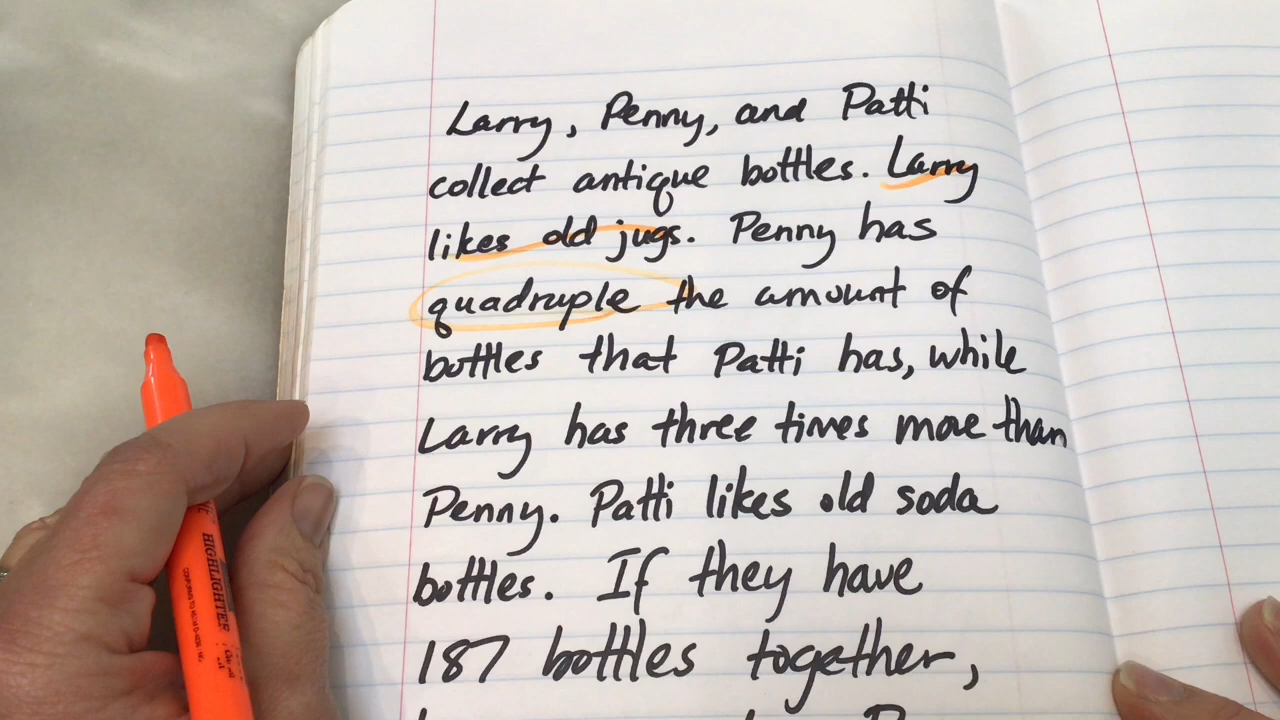 Larry, Penny, and Patti
collect antique bottles. Larry
likes old jugs. Penny has
quadruple the amount of
bottles that Patti has, while
Larry has three times more than
Penny. Patti likes old soda
bottles. If they have
187 bottles together,
HIGHLIGHTER